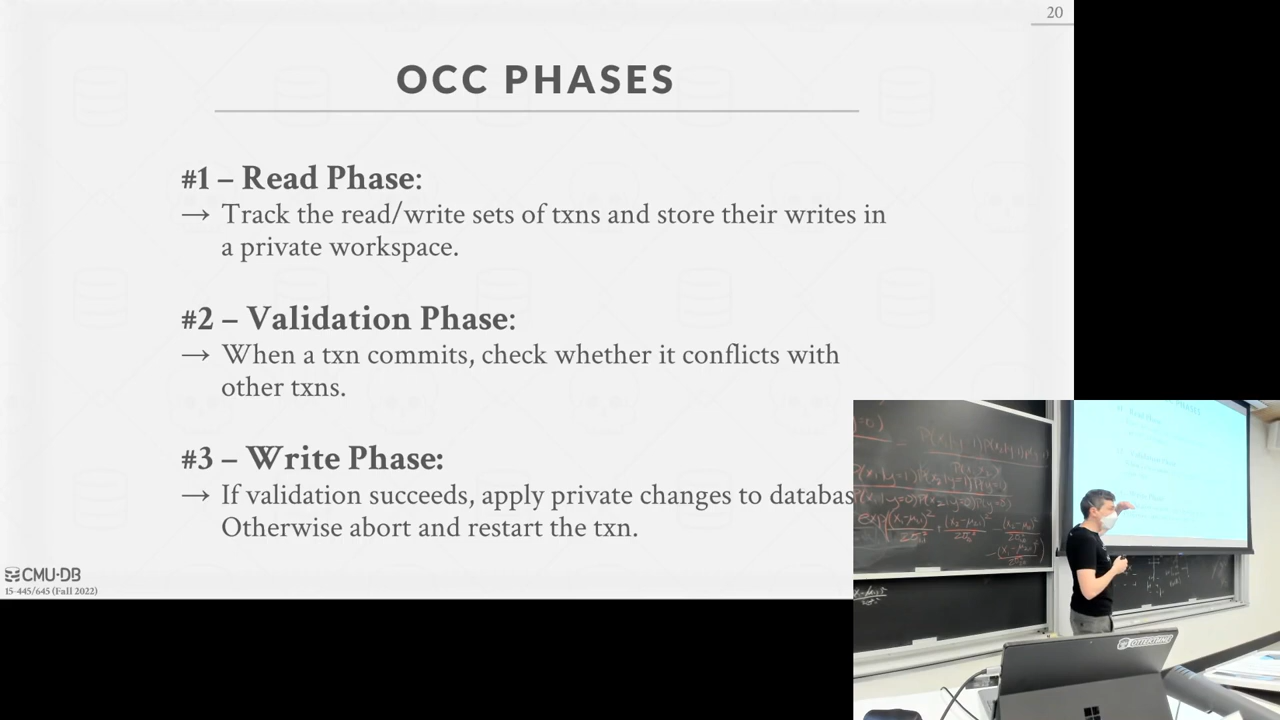 20
OCC PHASES
#1 – Read Phase:
→ Track the read/write sets of txns and store their writes in
a private workspace.
#2 – Validation Phase:
→ When a txn commits, check whether it conflicts with
other txns.
#3 – Write Phase:
→ If validation succeeds, apply private changes to databas
Otherwise abort and restart the txn.
CMU·DB
15-445/645 (Fall 2022)